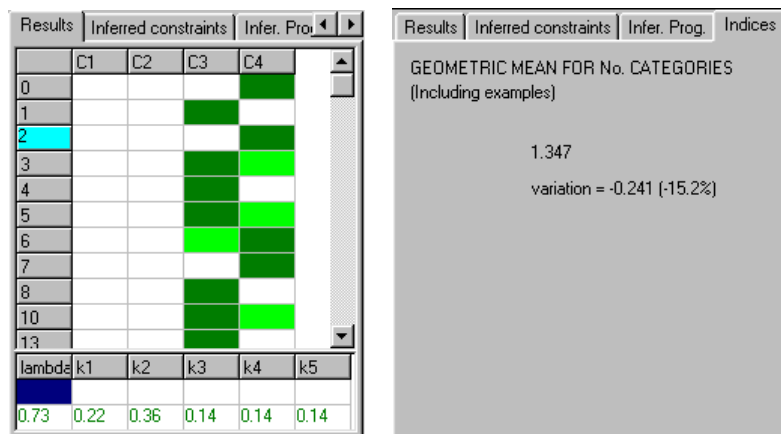 Results Inferred constraints Infer. Prog
C1 C2 C3 C4
0
1
2
3
4
5
6
7
8
10
13
lambda k1 k2 k3 k4 k5
0.73 0.22 0.36 0.14 0.14 0.14
Results Inferred constraints Infer. Prog. Indices
GEOMETRIC MEAN FOR No. CATEGORIES
(Including examples)
1.347
variation = -0.241 (-15.2%)